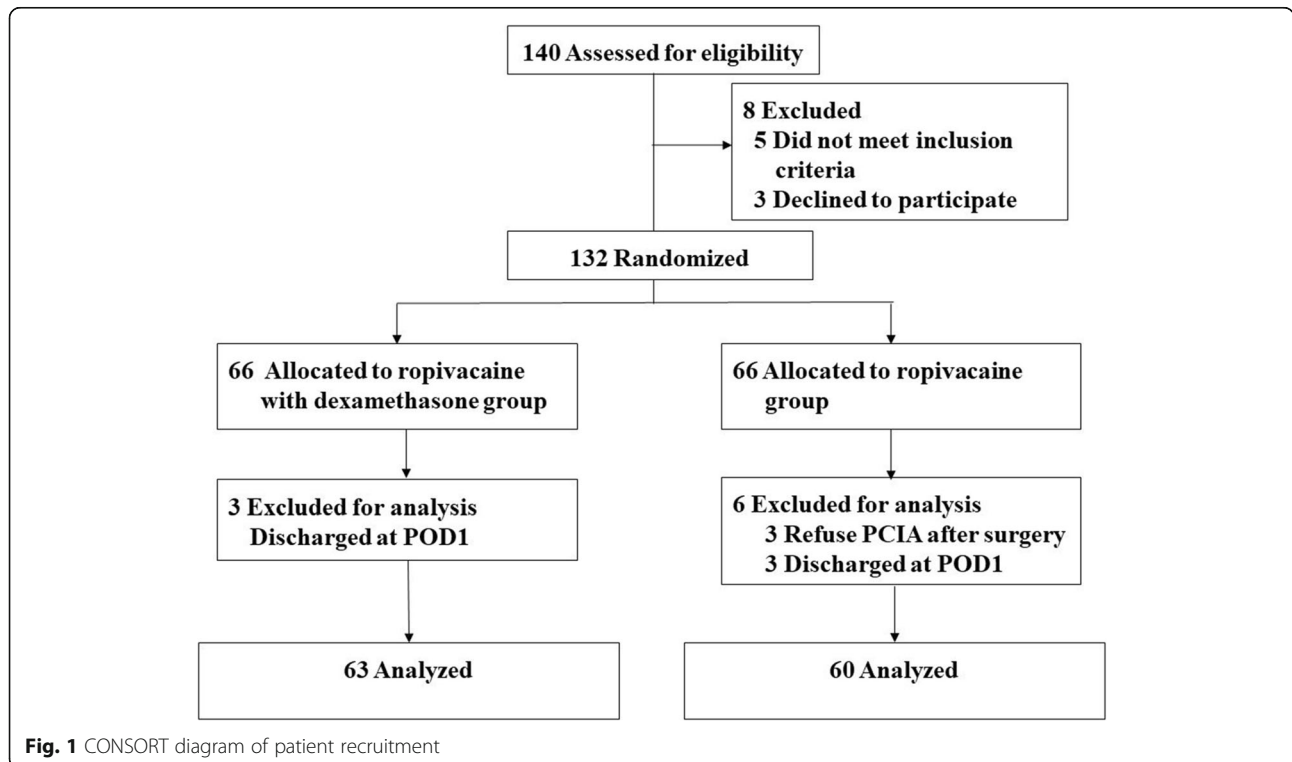 140 Assessed for eligibility
8 Excluded
5 Did not meet inclusion
criteria
3 Declined to participate
132 Randomized
66 Allocated to ropivacaine
with dexamethasone group
66 Allocated to ropivacaine
group
3 Excluded for analysis
Discharged at POD1
6 Excluded for analysis
3 Refuse PCIA after surgery
3 Discharged at POD1
63 Analyzed
60 Analyzed
Fig. 1 CONSORT diagram of patient recruitment